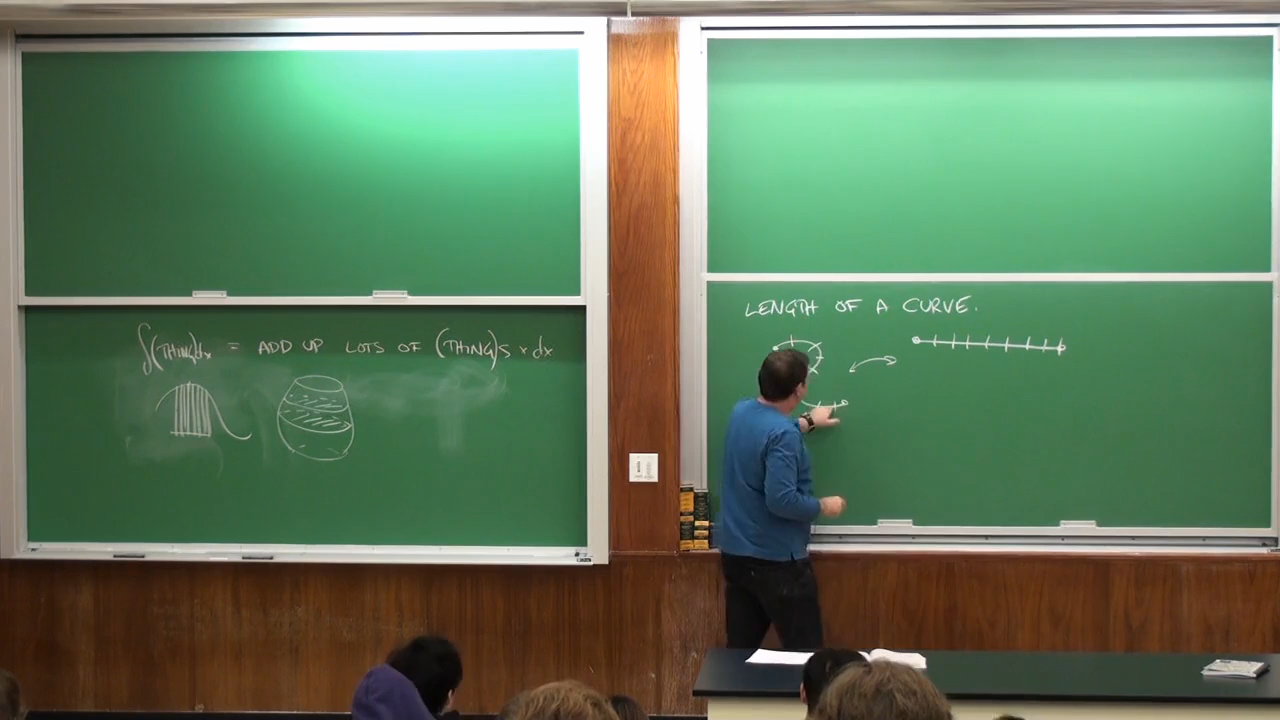 ∫(THING)dx = ADD UP LOTS OF (THING)S x dx
LENGTH OF A CURVE.